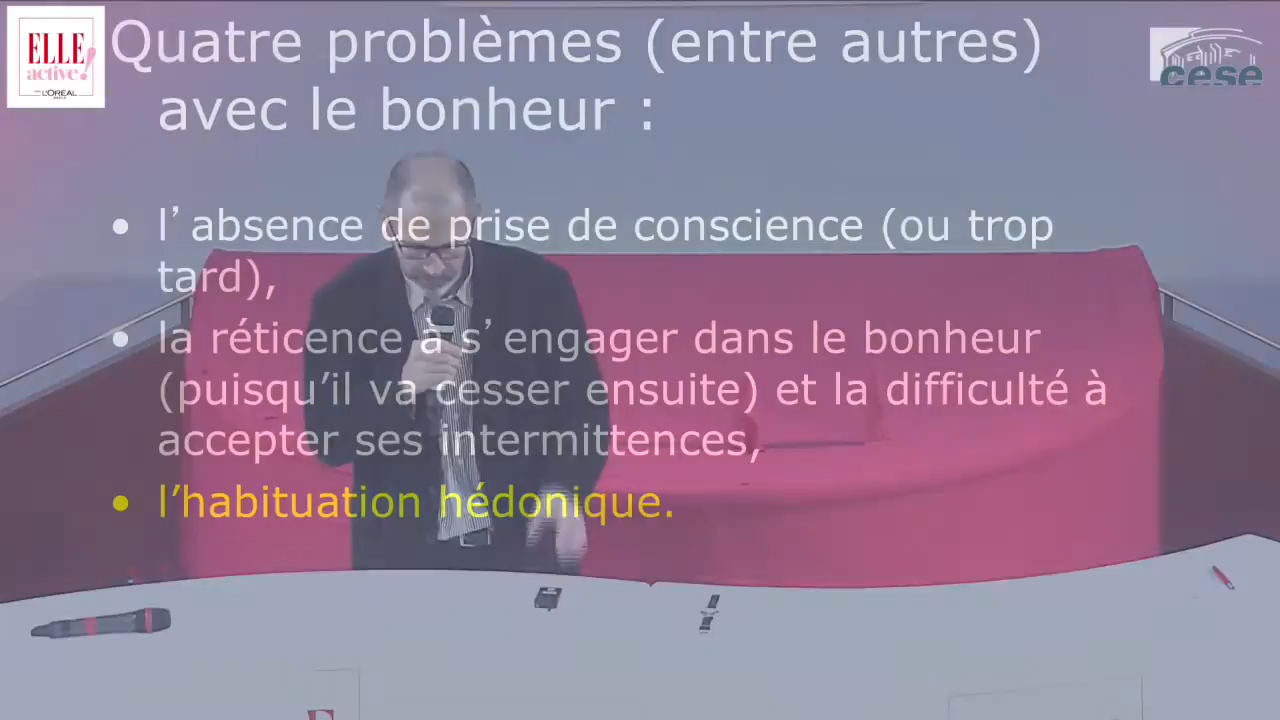 ELLE
active!
L'ORÉAL
cese
Quatre problèmes (entre autres)
avec le bonheur :
• l’absence de prise de conscience (ou trop
tard),
• la réticence à s’engager dans le bonheur
(puisqu’il va cesser ensuite) et la difficulté à
accepter ses intermittences,
• l’habituation hédonique.
E